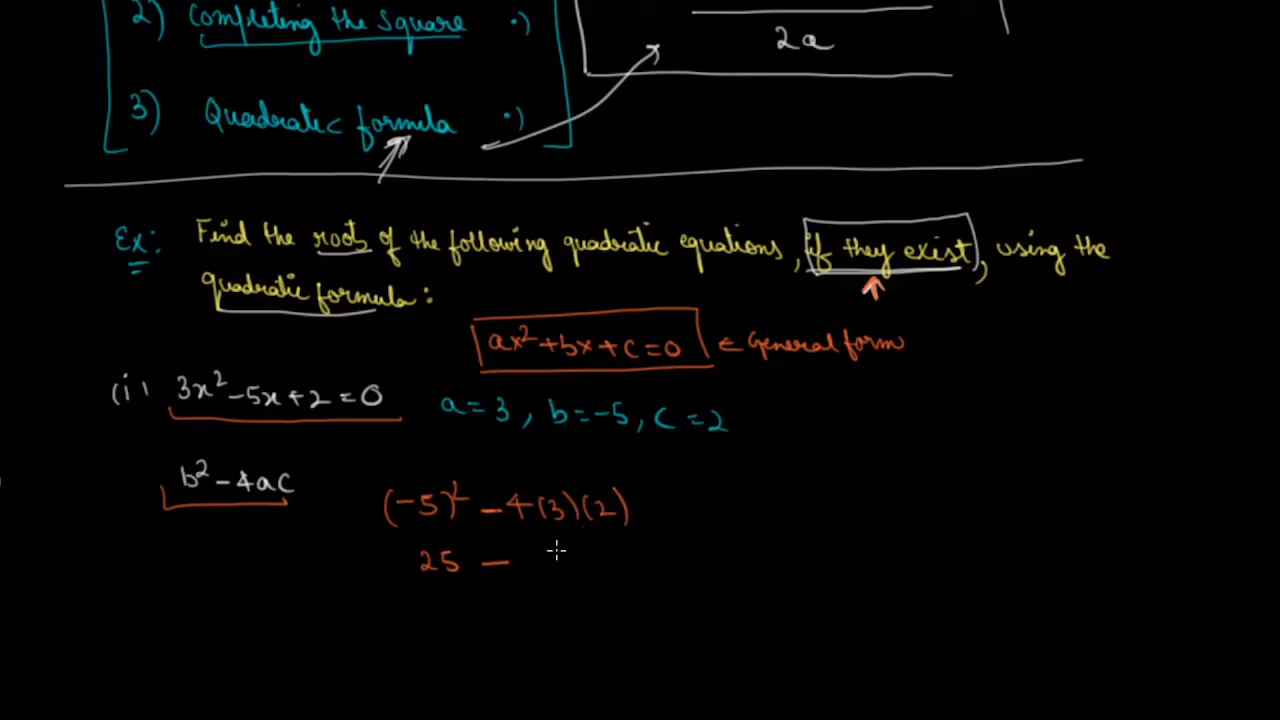 2) Completing the square •)
2a
3) Quadratic formula •)
Ex: Find the roots of the following quadratic equations, if they exist, using the
quadratic formula:
ax²+bx+c=0 ← General form
(i) 3x²-5x+2=0 a=3, b=-5, c=2
b²-4ac (-5)² -4(3)(2)
25 -